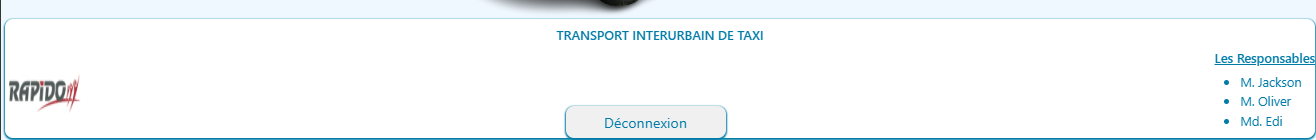 TRANSPORT INTERURBAIN DE TAXI
Les Responsables
RAPIDO
M. Jackson
M. Oliver
Md. Edi
Déconnexion